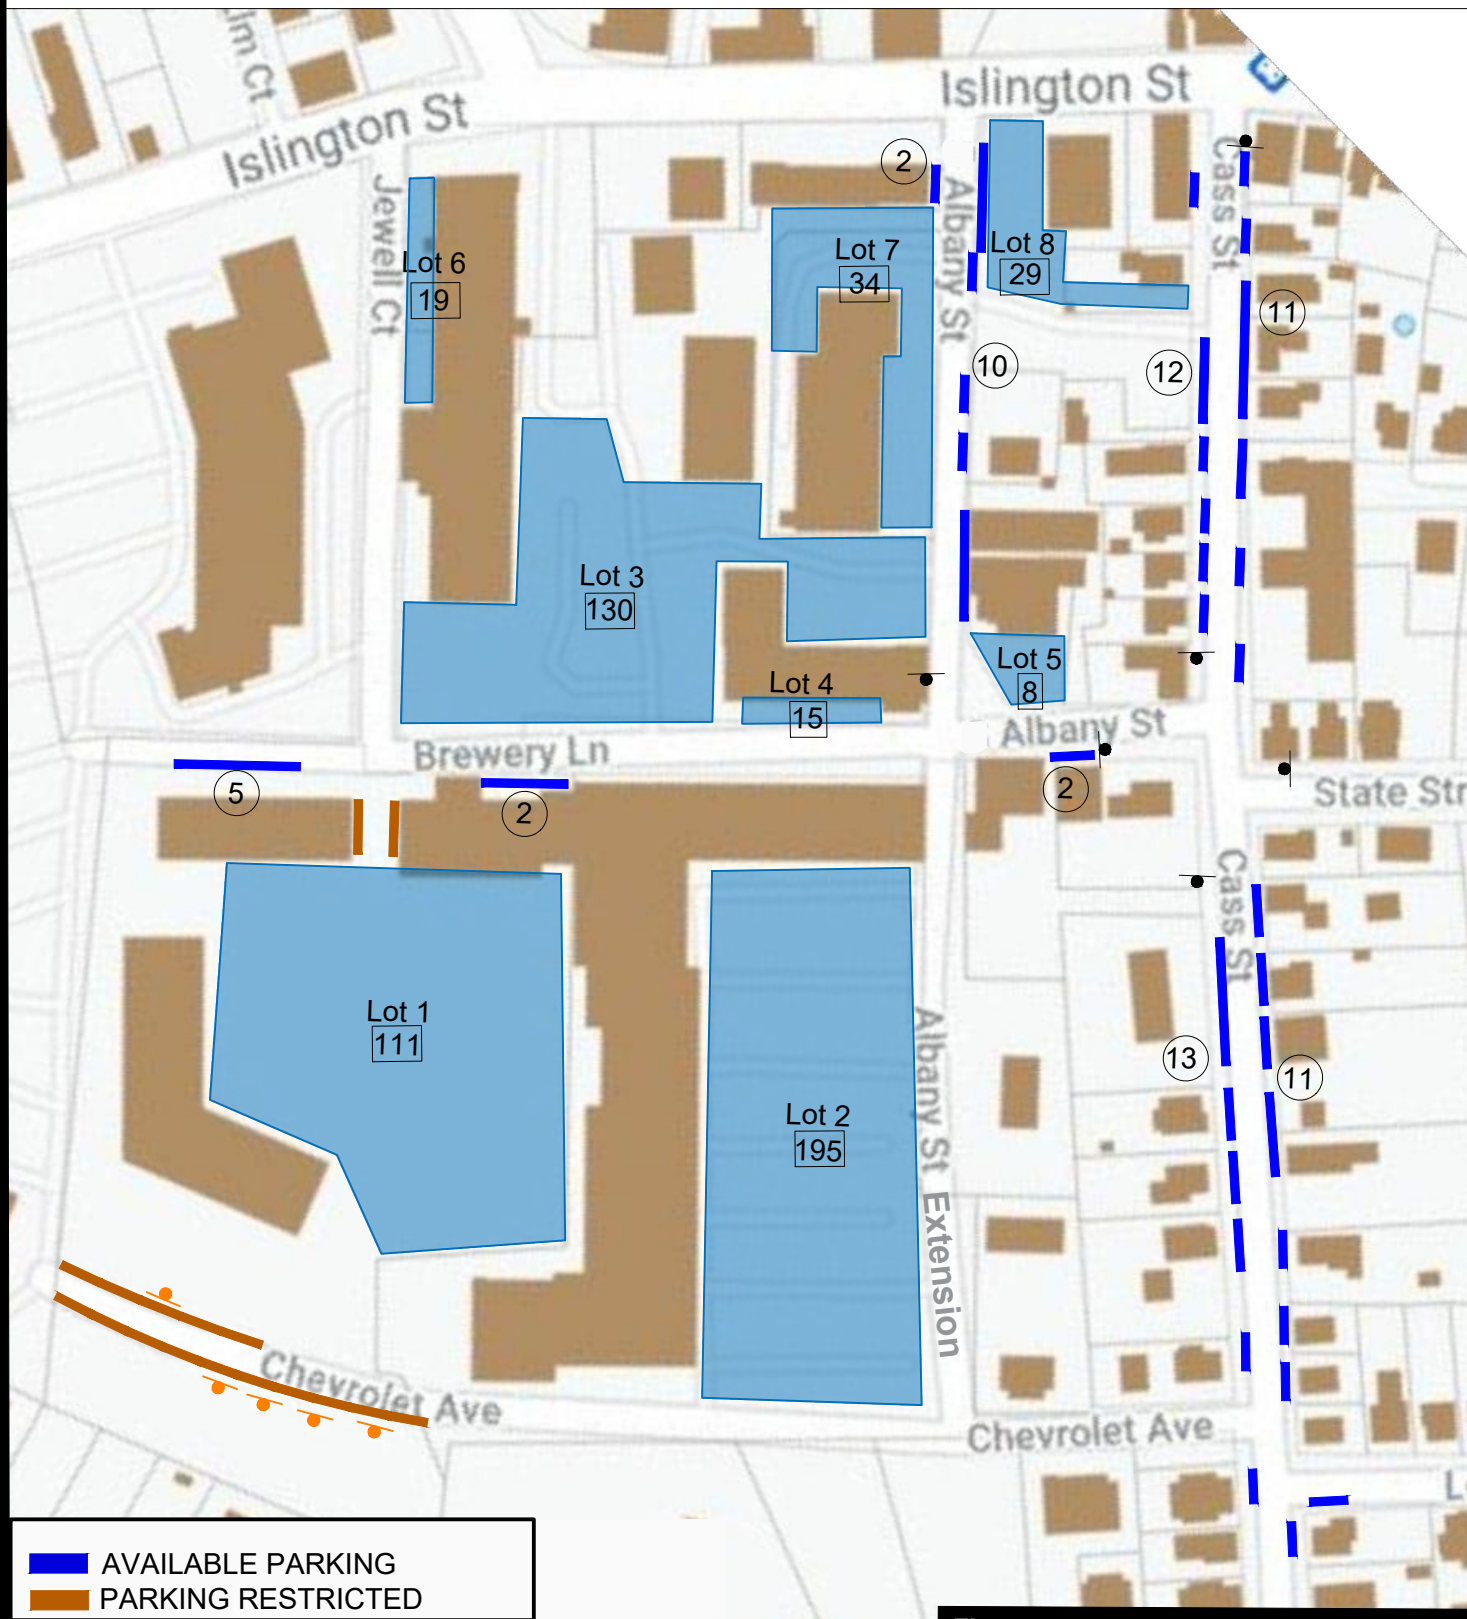 Elm Ct
Islington St
Islington St
Cass St
Jewell Ct
2
Albany St
Lot 6
19
Lot 7
34
Lot 8
29
11
10
12
Lot 3
130
Lot 4
15
Lot 5
8
Albany St
Brewery Ln
5
2
2
State Str
Cass St
Lot 1
111
Lot 2
195
Albany St Extension
13
11
Chevrolet Ave
Chevrolet Ave
AVAILABLE PARKING
PARKING RESTRICTED